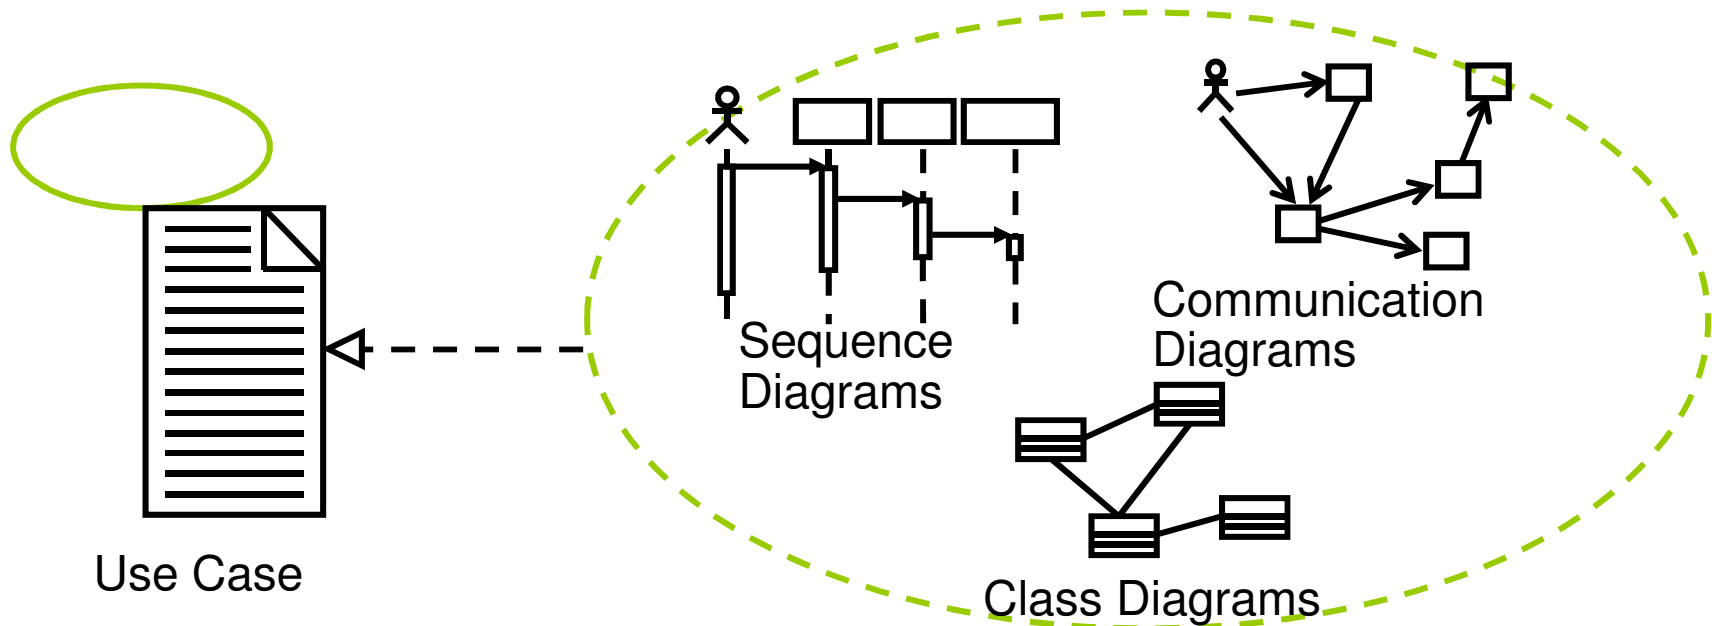 Sequence
Diagrams
Communication
Diagrams
Use Case
Class Diagrams